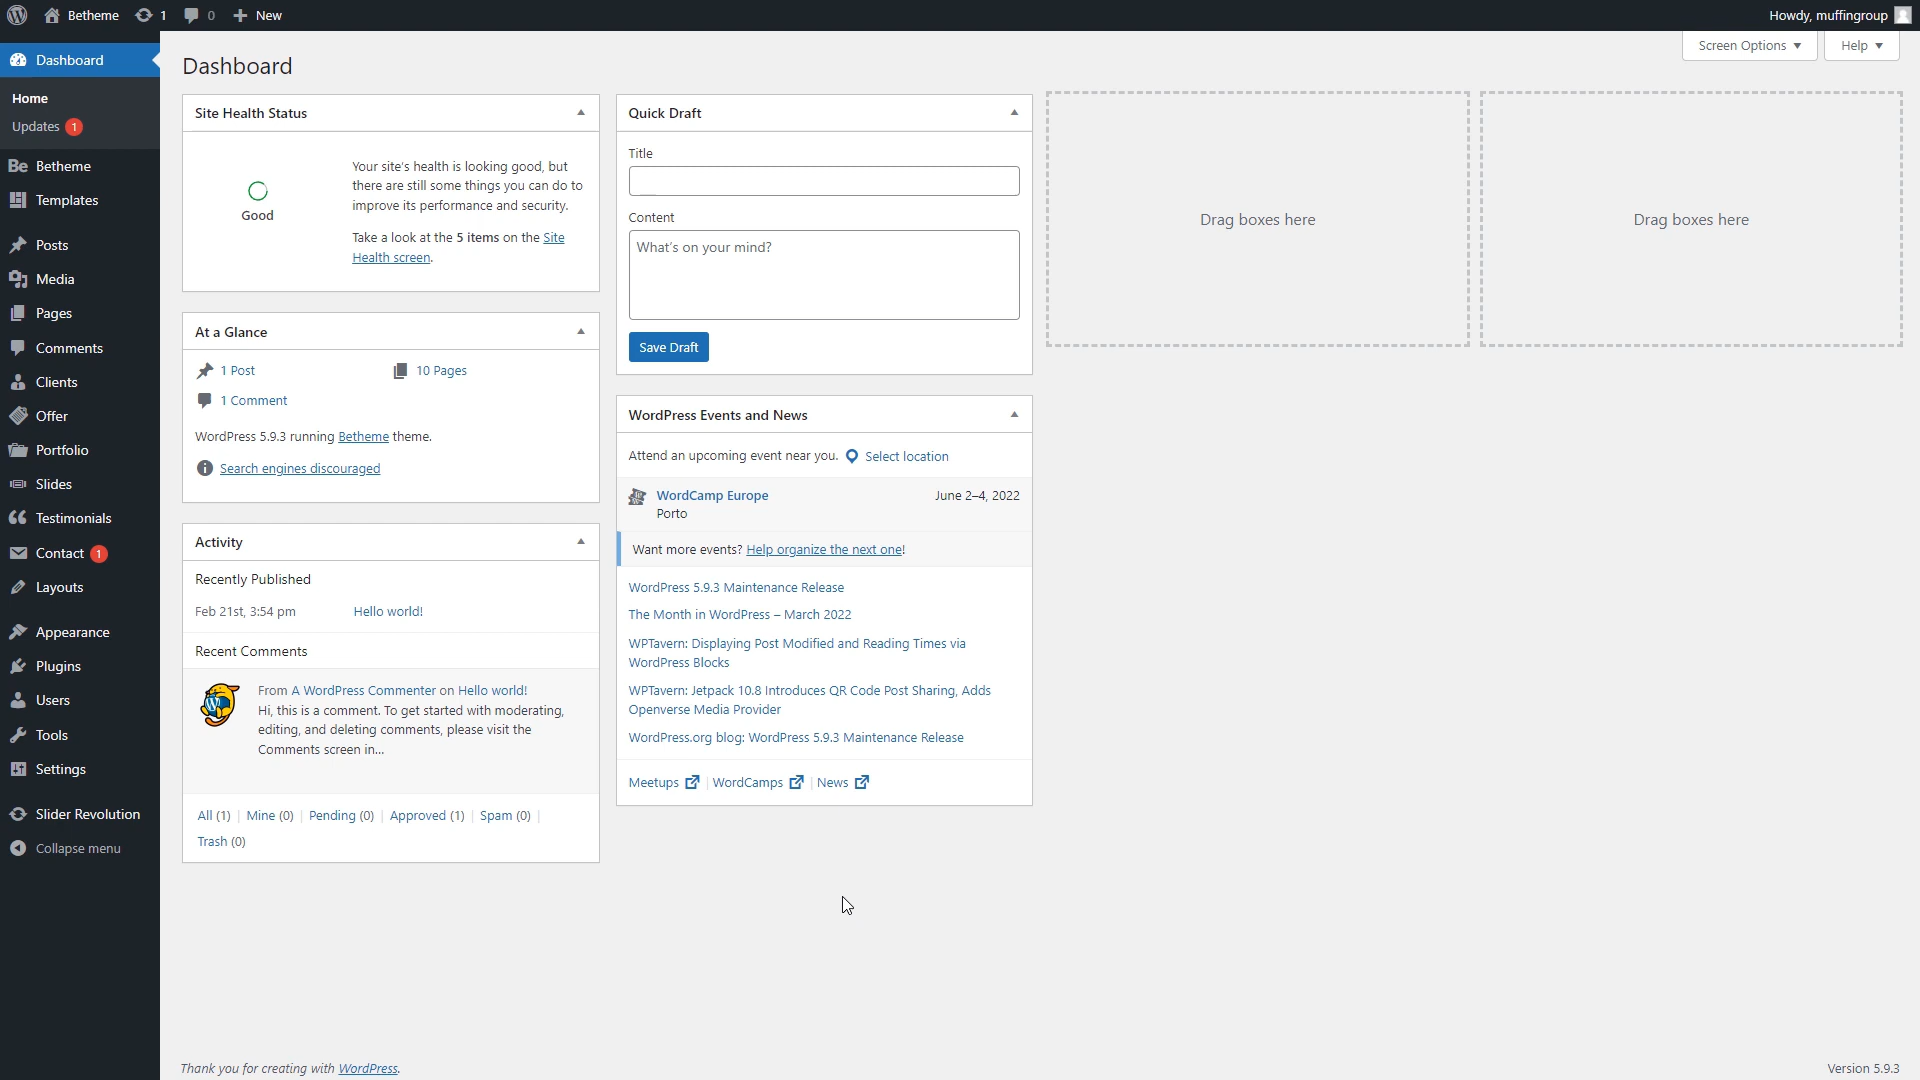 Betheme 1 0 New Howdy, muffingroup
Screen Options Help
Dashboard
Home
Updates 1
Be Betheme
Templates
Posts
Media
Pages
Comments
Clients
Offer
Portfolio
Slides
Testimonials
Contact 1
Layouts
Appearance
Plugins
Users
Tools
Settings
Slider Revolution
Collapse menu
Dashboard
Site Health Status
Good
Your site's health is looking good, but
there are still some things you can do to
improve its performance and security.
Take a look at the 5 items on the Site
Health screen.
At a Glance
1 Post 10 Pages
1 Comment
WordPress 5.9.3 running Betheme theme.
Search engines discouraged
Activity
Recently Published
Feb 21st, 3:54 pm Hello world!
Recent Comments
From A WordPress Commenter on Hello world!
Hi, this is a comment. To get started with moderating,
editing, and deleting comments, please visit the
Comments screen in…
All (1) | Mine (0) | Pending (0) | Approved (1) | Spam (0) |
Trash (0)
Quick Draft
Title
Content
What's on your mind?
Save Draft
WordPress Events and News
Attend an upcoming event near you. Select location
WordCamp Europe June 2–4, 2022
Porto
Want more events? Help organize the next one!
WordPress 5.9.3 Maintenance Release
The Month in WordPress – March 2022
WPTavern: Displaying Post Modified and Reading Times via
WordPress Blocks
WPTavern: Jetpack 10.8 Introduces QR Code Post Sharing, Adds
Openverse Media Provider
WordPress.org blog: WordPress 5.9.3 Maintenance Release
Meetups | WordCamps | News
Drag boxes here
Drag boxes here
Thank you for creating with WordPress. Version 5.9.3